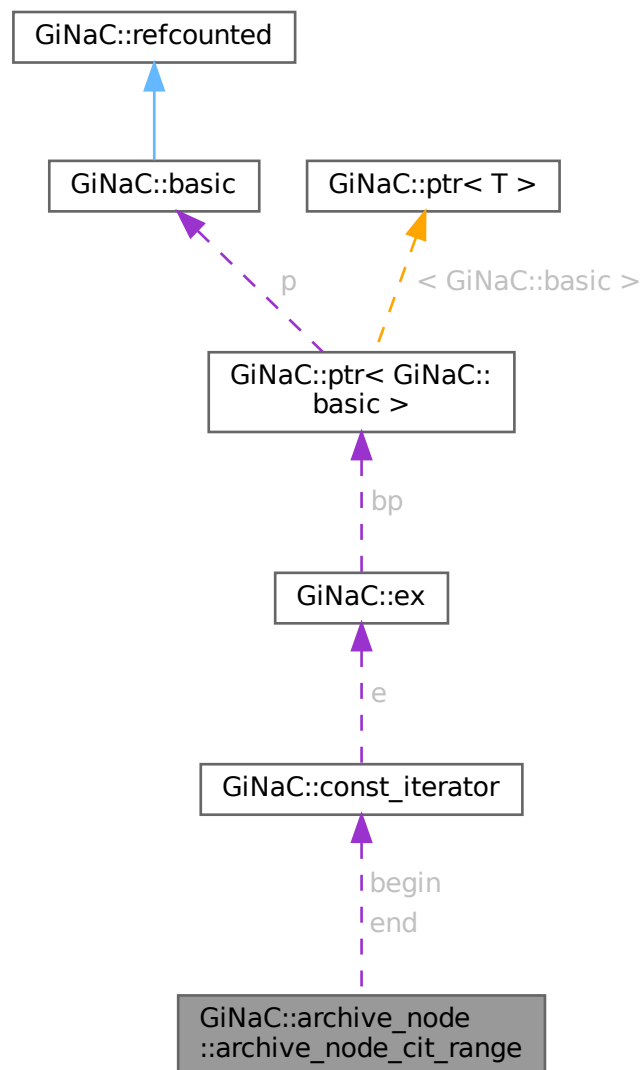 GiNaC::refcounted
GiNaC::basic
GiNaC::ptr< T >
p
< GiNaC::basic >
GiNaC::ptr< GiNaC::
basic >
bp
GiNaC::ex
e
GiNaC::const_iterator
begin
end
GiNaC::archive_node
::archive_node_cit_range